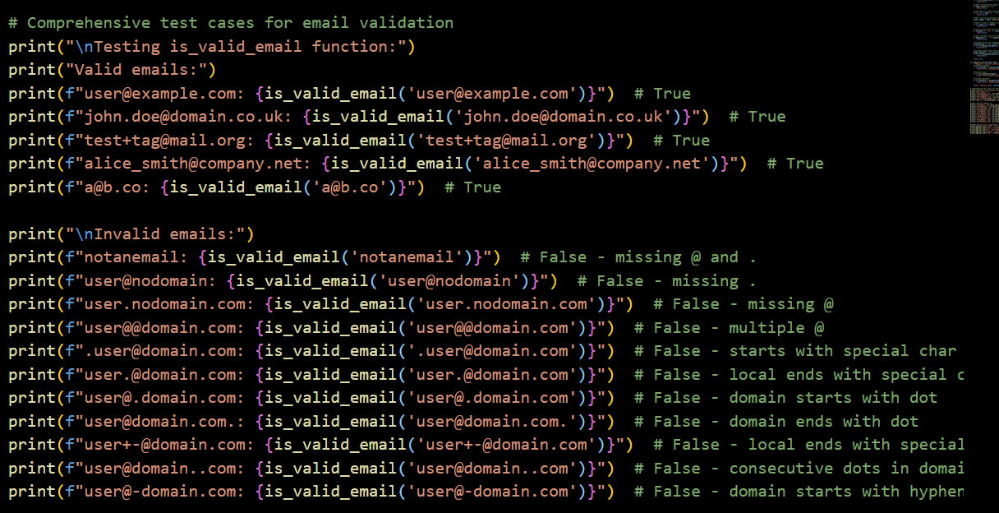 # Comprehensive test cases for email validation
print("\nTesting is_valid_email function:")
print("Valid emails:")
print(f"user@example.com: {is_valid_email('user@example.com')}")  # True
print(f"john.doe@domain.co.uk: {is_valid_email('john.doe@domain.co.uk')}")  # True
print(f"test+tag@mail.org: {is_valid_email('test+tag@mail.org')}")  # True
print(f"alice_smith@company.net: {is_valid_email('alice_smith@company.net')}")  # True
print(f"a@b.co: {is_valid_email('a@b.co')}")  # True

print("\nInvalid emails:")
print(f"notanemail: {is_valid_email('notanemail')}")  # False - missing @ and .
print(f"user@nodomain: {is_valid_email('user@nodomain')}")  # False - missing .
print(f"user.nodomain.com: {is_valid_email('user.nodomain.com')}")  # False - missing @
print(f"user@@domain.com: {is_valid_email('user@@domain.com')}")  # False - multiple @
print(f".user@domain.com: {is_valid_email('.user@domain.com')}")  # False - starts with special char
print(f"user.@domain.com: {is_valid_email('user.@domain.com')}")  # False - local ends with special c
print(f"user@.domain.com: {is_valid_email('user@.domain.com')}")  # False - domain starts with dot
print(f"user@domain.com.: {is_valid_email('user@domain.com.')}")  # False - domain ends with dot
print(f"user+-@domain.com: {is_valid_email('user+-@domain.com')}")  # False - local ends with special
print(f"user@domain..com: {is_valid_email('user@domain..com')}")  # False - consecutive dots in domai
print(f"user@-domain.com: {is_valid_email('user@-domain.com')}")  # False - domain starts with hyphen